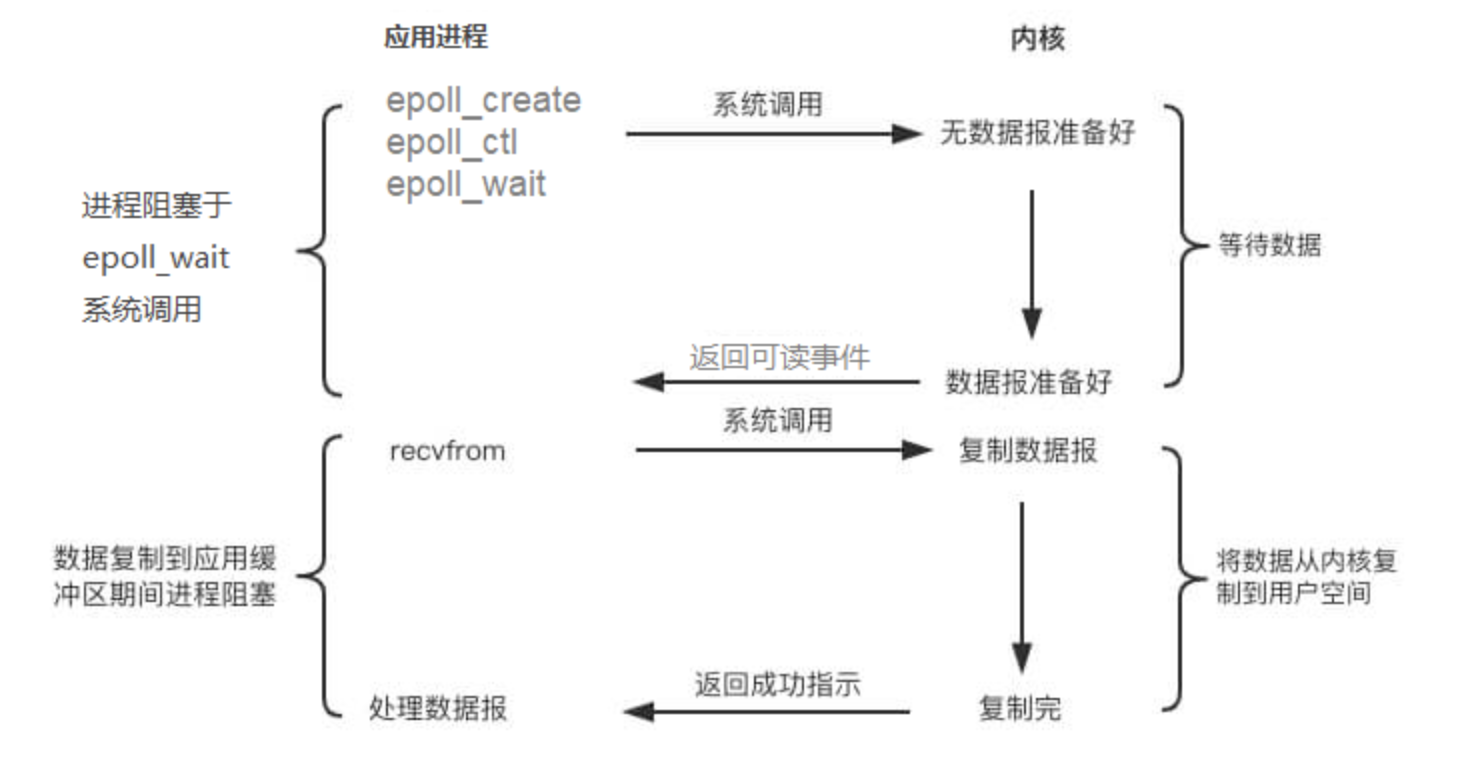 应用进程
内核
epoll_create
系统调用
epoll_ctl
无数据报准备好
epoll_wait
进程阻塞于
epoll_wait
系统调用
等待数据
返回可读事件
数据报准备好
系统调用
recvfrom
复制数据报
数据复制到应用缓
冲区期间进程阻塞
将数据从内核复
制到用户空间
返回成功指示
处理数据报
复制完